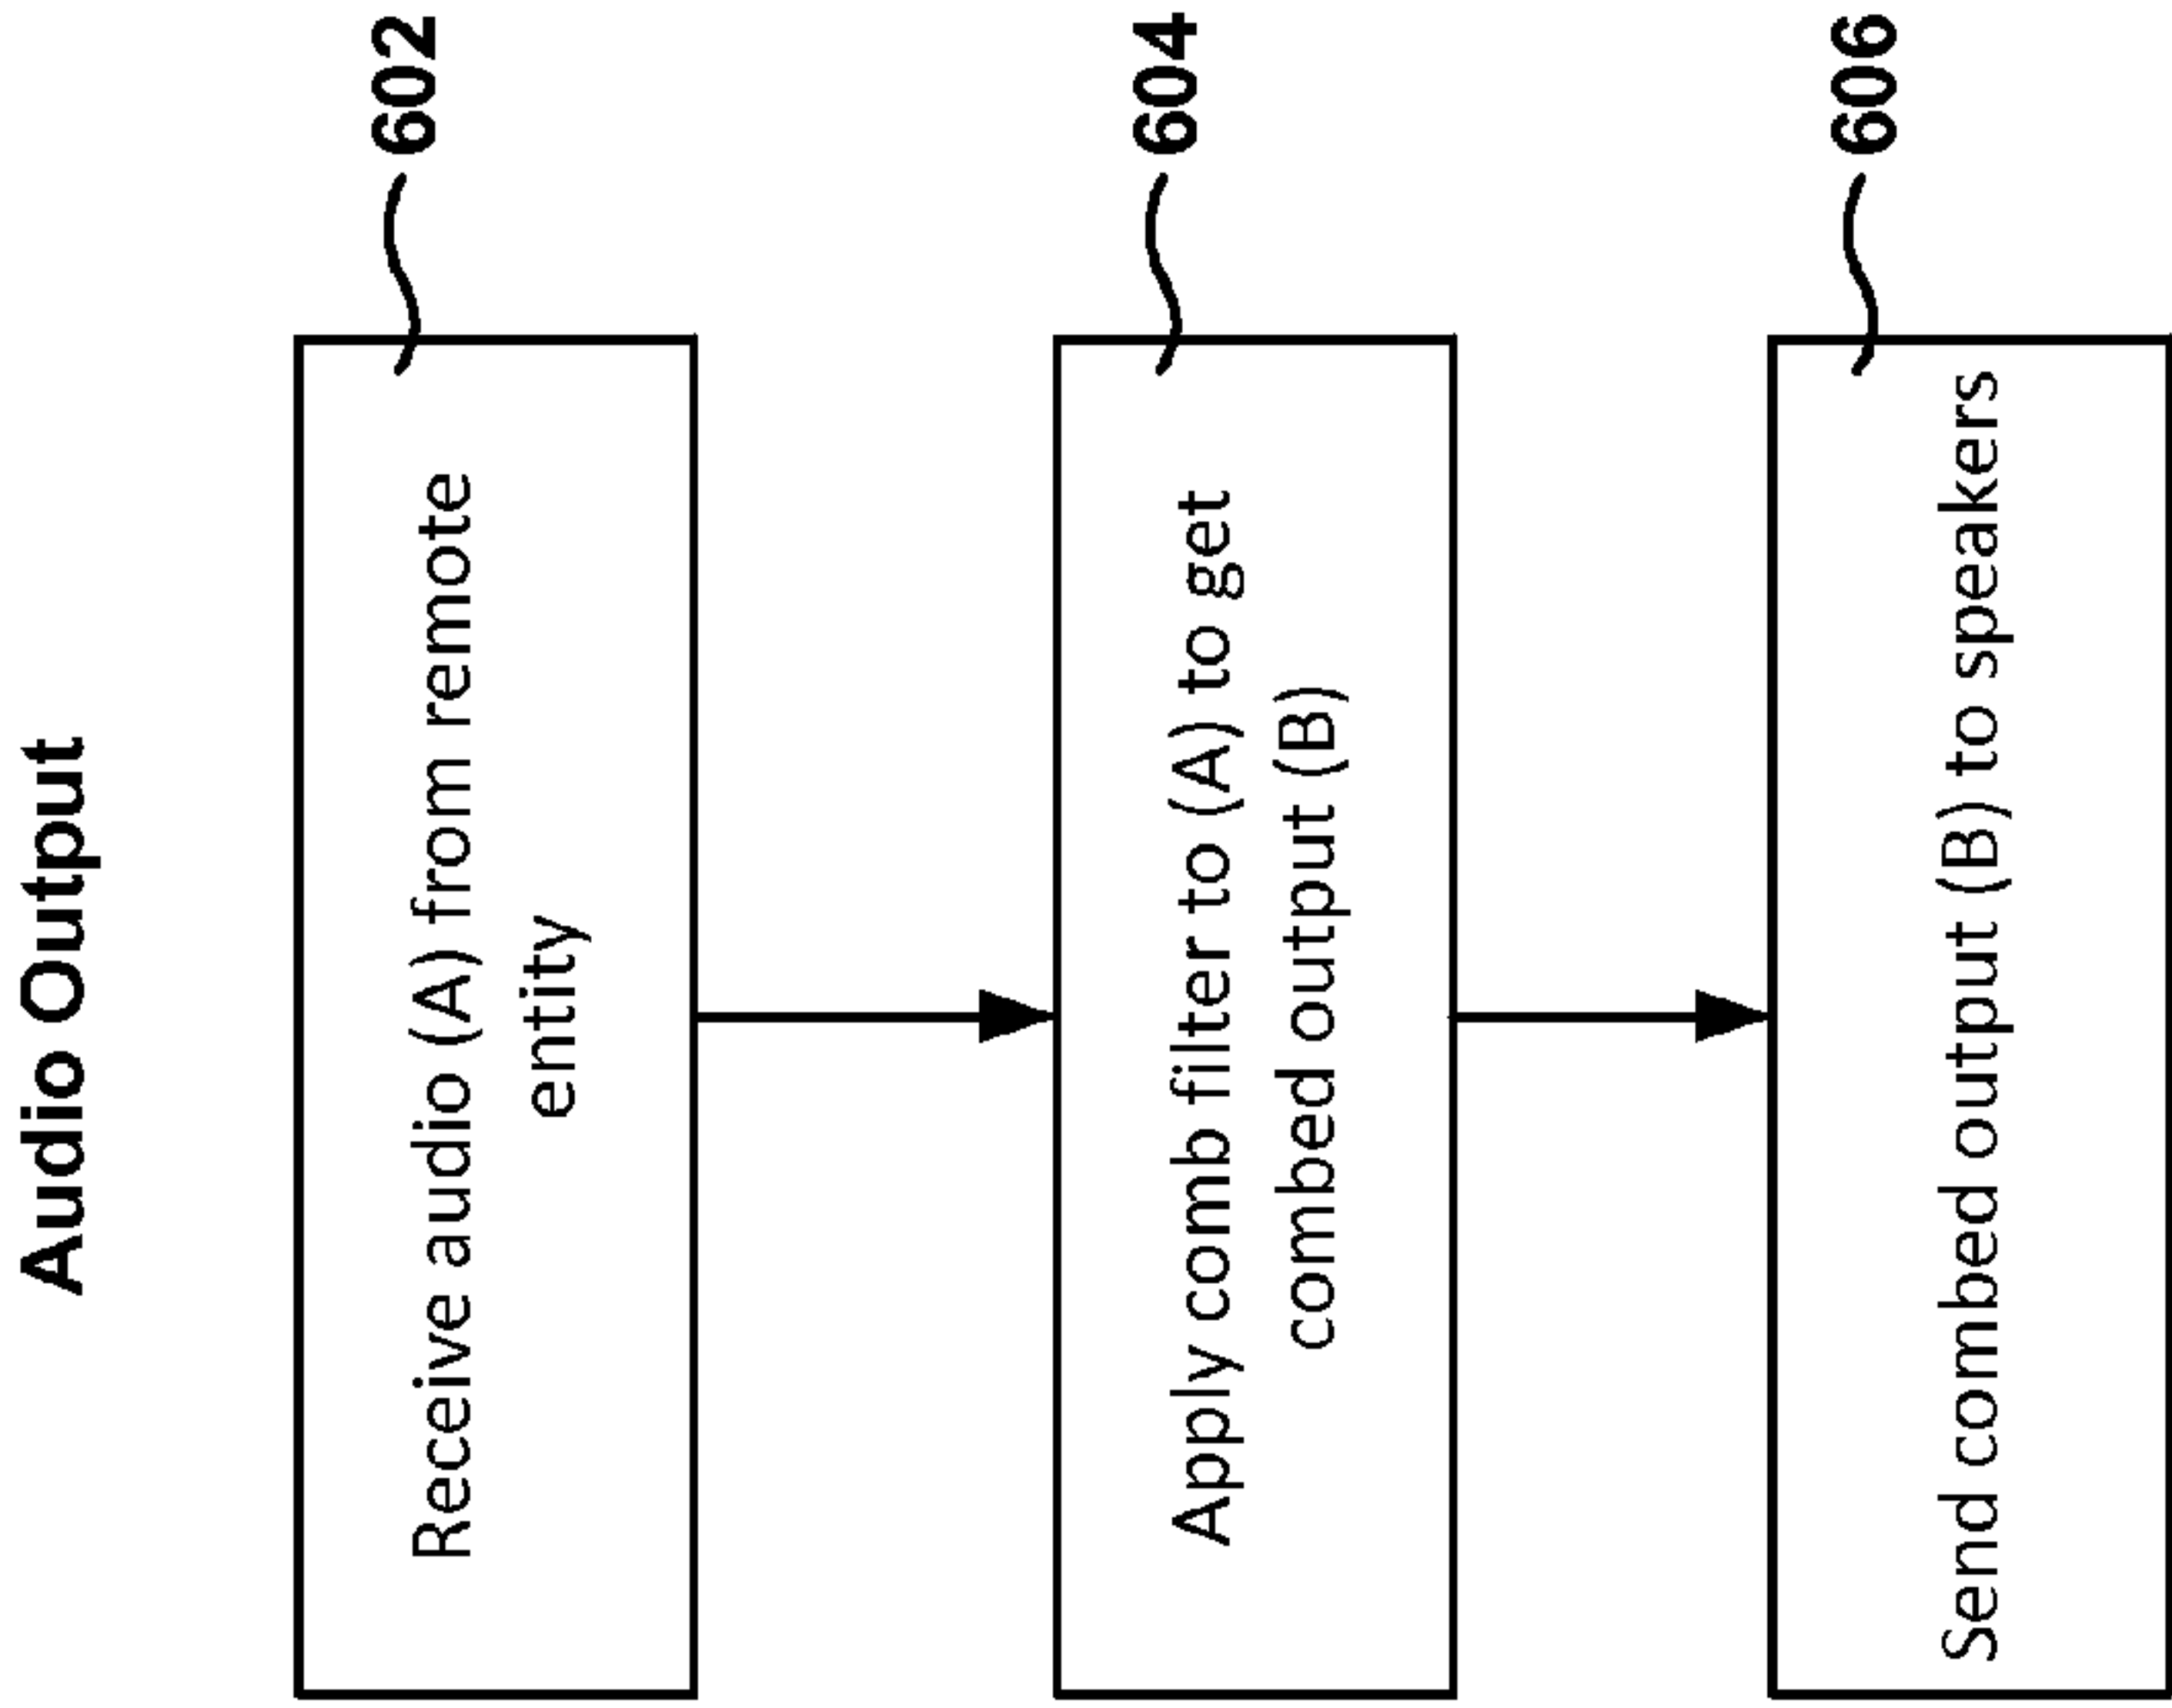 Audio Output
602
Receive audio (A) from remote
entity
604
Apply comb filter to (A) to get
combed output (B)
606
Send combed output (B) to speakers